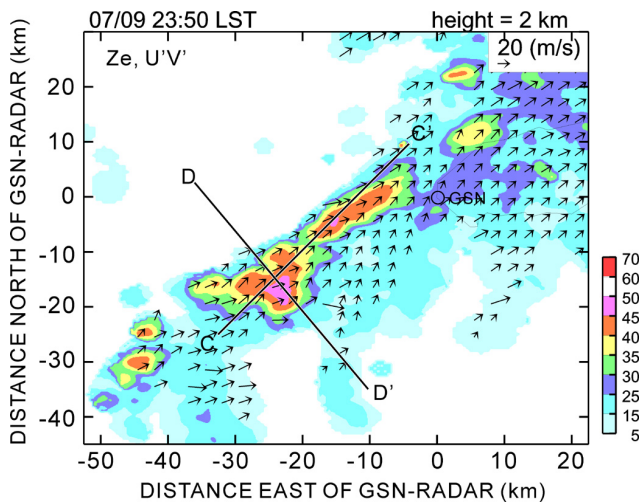 07/09 23:50 LST height = 2 km
Ze, U'V' 20 (m/s)
DISTANCE NORTH OF GSN-RADAR (km)
20
10
0
-10
-20
-30
-40
C'
D
GSN
C
D'
70
60
50
45
40
35
30
25
15
5
-50 -40 -30 -20 -10 0 10 20
DISTANCE EAST OF GSN-RADAR (km)